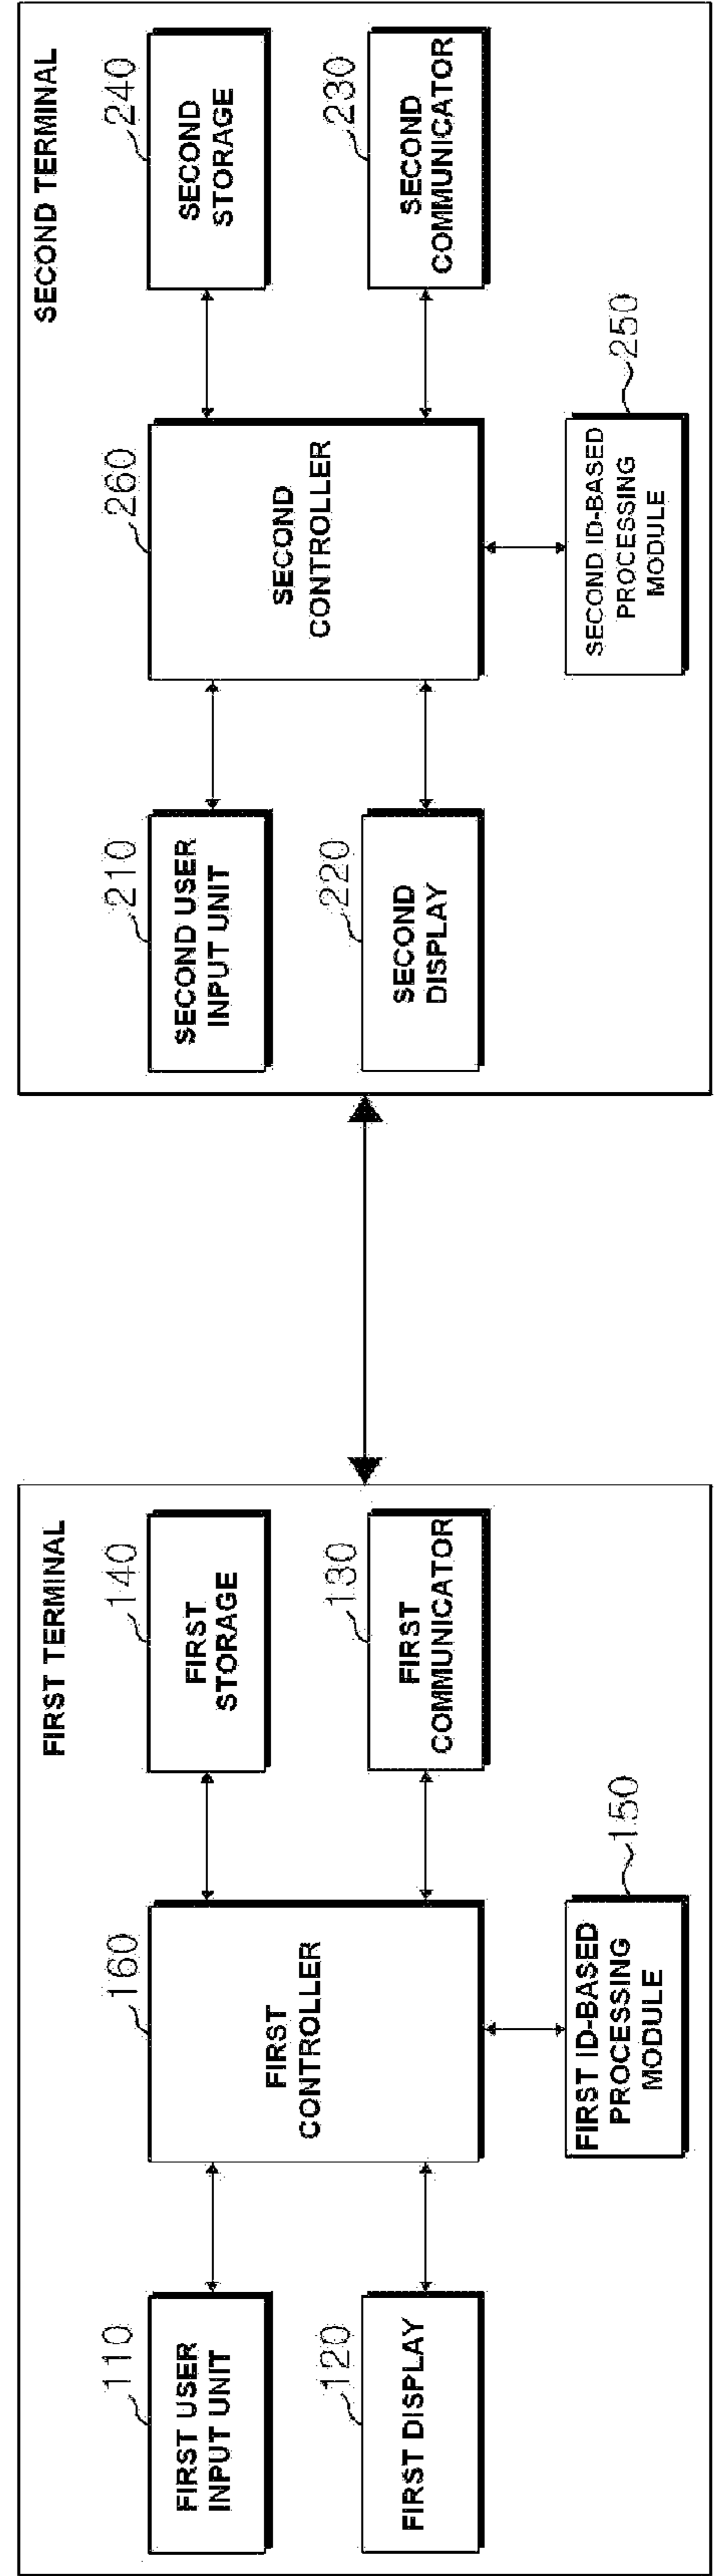 FIRST TERMINAL
110
FIRST USER
INPUT UNIT
160
FIRST
CONTROLLER
140
FIRST
STORAGE
120
FIRST DISPLAY
130
FIRST
COMMUNICATOR
150
FIRST ID-BASED
PROCESSING
MODULE
SECOND TERMINAL
210
SECOND USER
INPUT UNIT
260
SECOND
CONTROLLER
240
SECOND
STORAGE
220
SECOND
DISPLAY
230
SECOND
COMMUNICATOR
250
SECOND ID-BASED
PROCESSING
MODULE